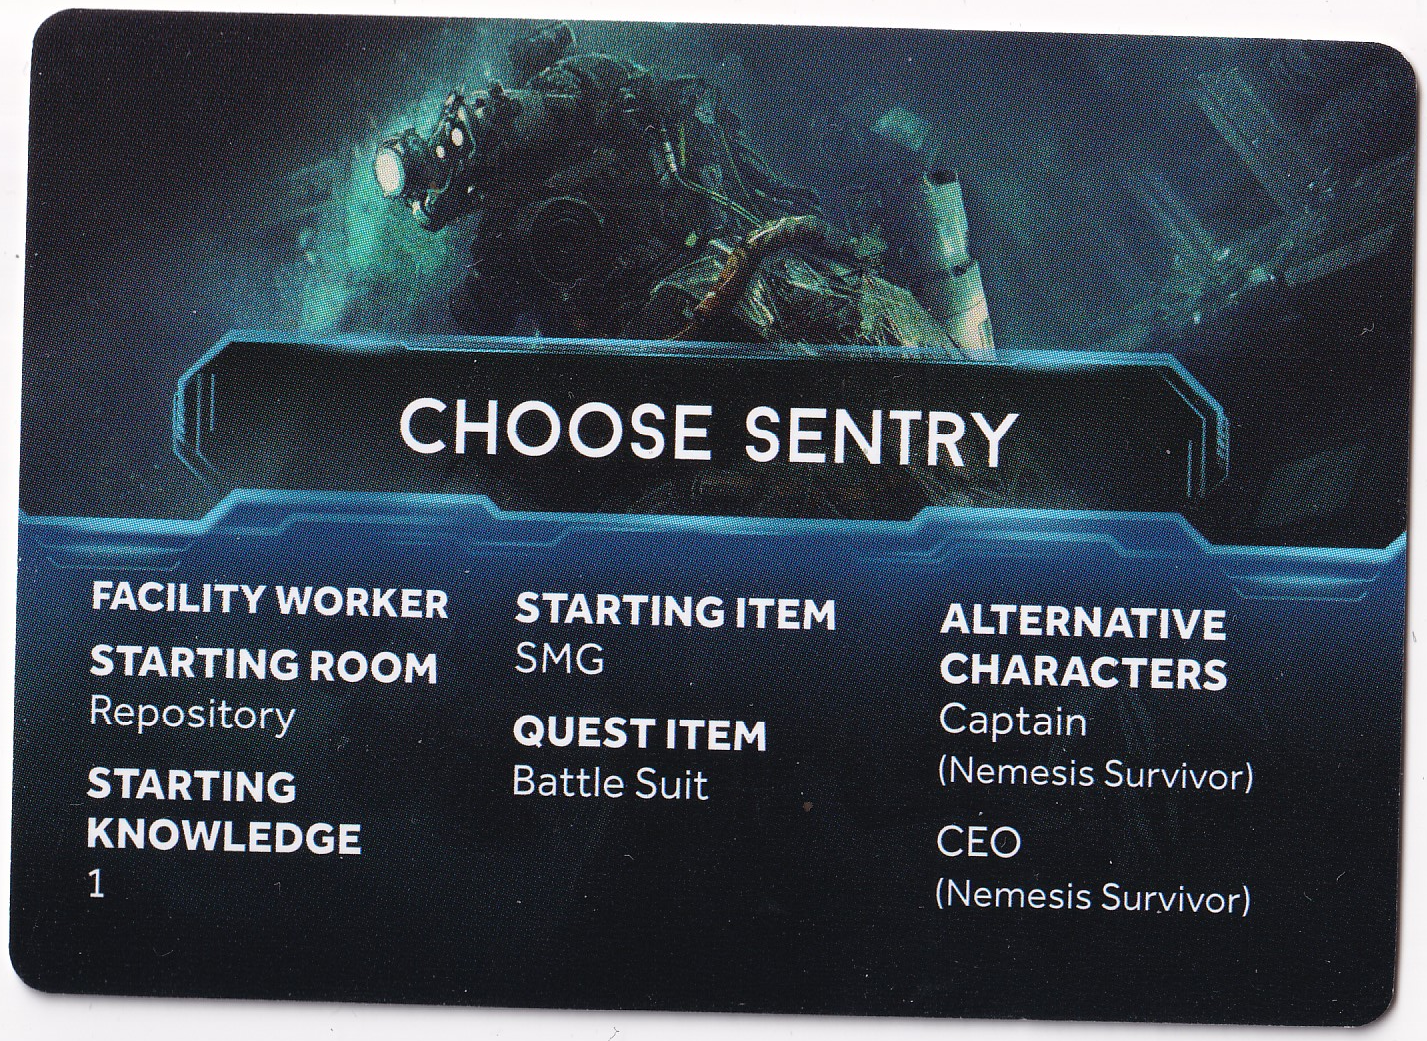 CHOOSE SENTRY
FACILITY WORKER
STARTING ROOM
Repository
STARTING
KNOWLEDGE
1
STARTING ITEM
SMG
QUEST ITEM
Battle Suit
ALTERNATIVE
CHARACTERS
Captain
(Nemesis Survivor)
CEO
(Nemesis Survivor)